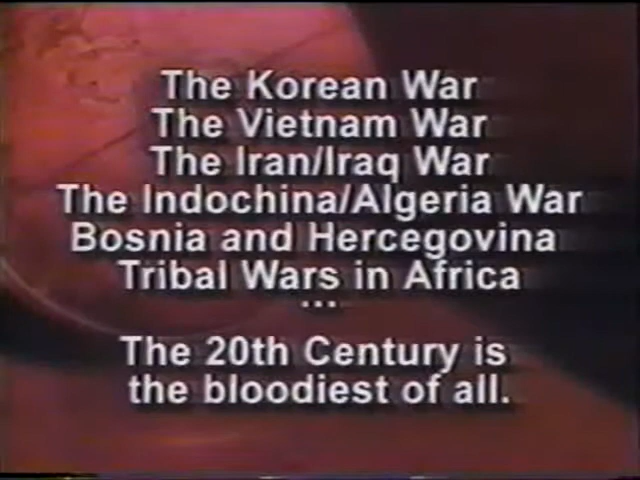 The Korean War
The Vietnam War
The Iran/Iraq War
The Indochina/Algeria War
Bosnia and Hercegovina
Tribal Wars in Africa
...
The 20th Century is
the bloodiest of all.